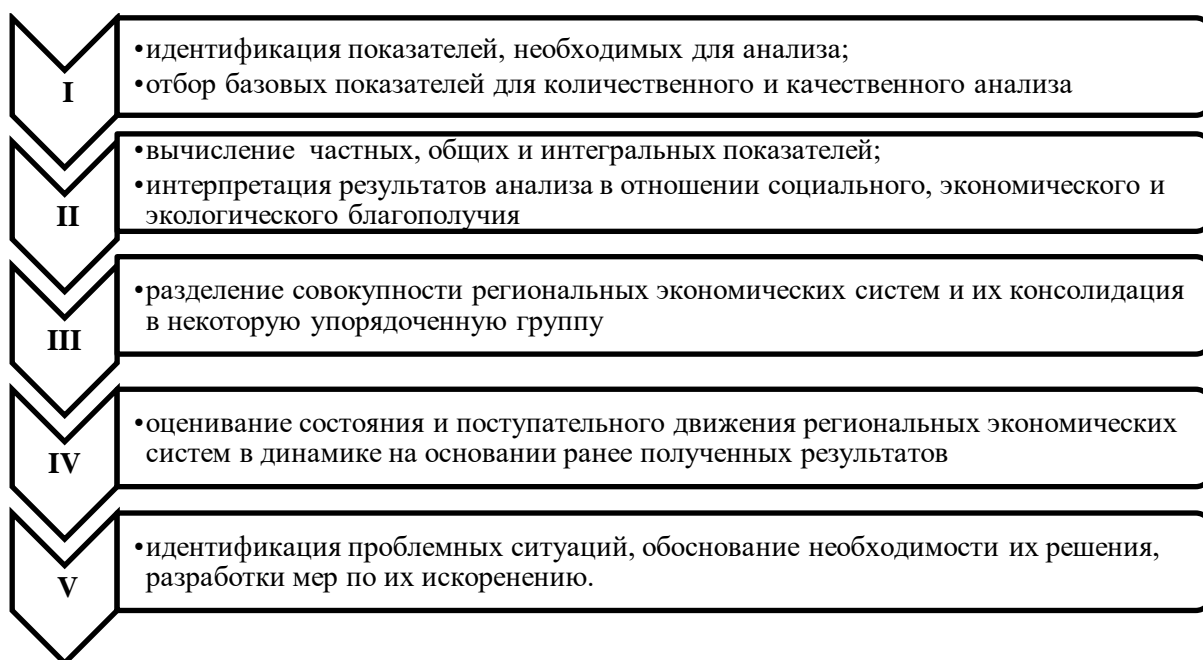 I
•идентификация показателей, необходимых для анализа;
•отбор базовых показателей для количественного и качественного анализа
II
•вычисление частных, общих и интегральных показателей;
•интерпретация результатов анализа в отношении социального, экономического и
экологического благополучия
III
•разделение совокупности региональных экономических систем и их консолидация
в некоторую упорядоченную группу
IV
•оценивание состояния и поступательного движения региональных экономических
систем в динамике на основании ранее полученных результатов
V
•идентификация проблемных ситуаций, обоснование необходимости их решения,
разработки мер по их искоренению.